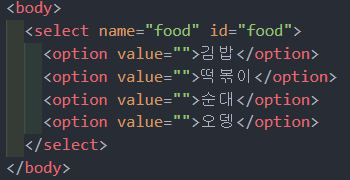 <body>
<select name="food" id="food">
<option value="">김밥</option>
<option value="">떡볶이</option>
<option value="">순대</option>
<option value="">오뎅</option>
</select>
</body>